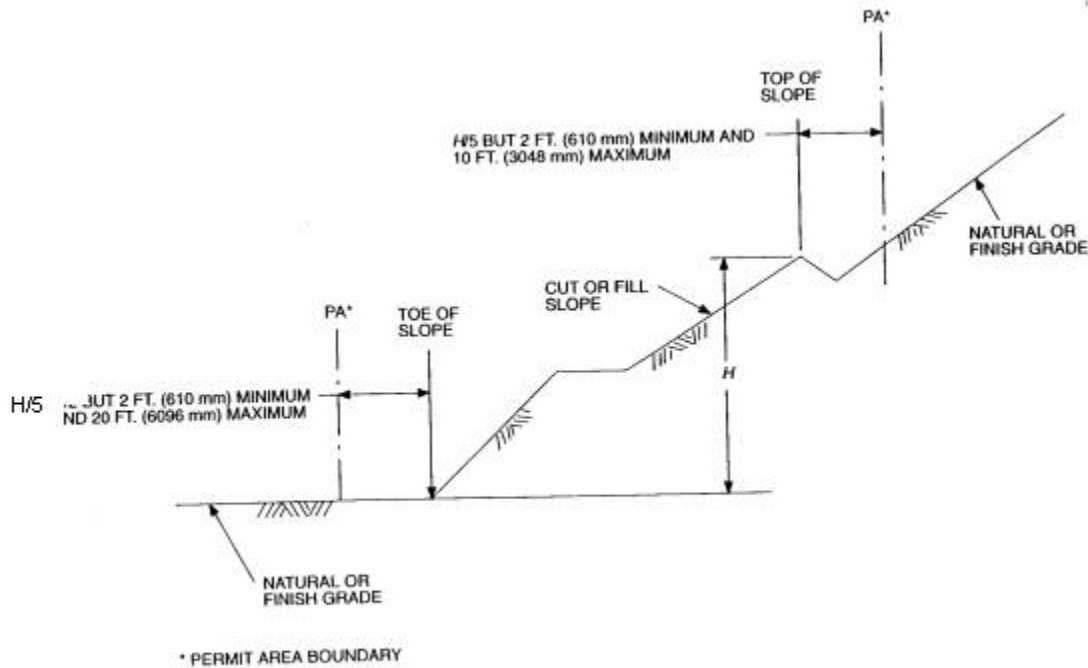 PA*
TOP OF
SLOPE
H/5 BUT 2 FT. (610 mm) MINIMUM AND
10 FT. (3048 mm) MAXIMUM
NATURAL OR
FINISH GRADE
CUT OR FILL
SLOPE
PA*
TOE OF
SLOPE
H
H/5 BUT 2 FT. (610 mm) MINIMUM
ND 20 FT. (6096 mm) MAXIMUM
NATURAL OR
FINISH GRADE
* PERMIT AREA BOUNDARY